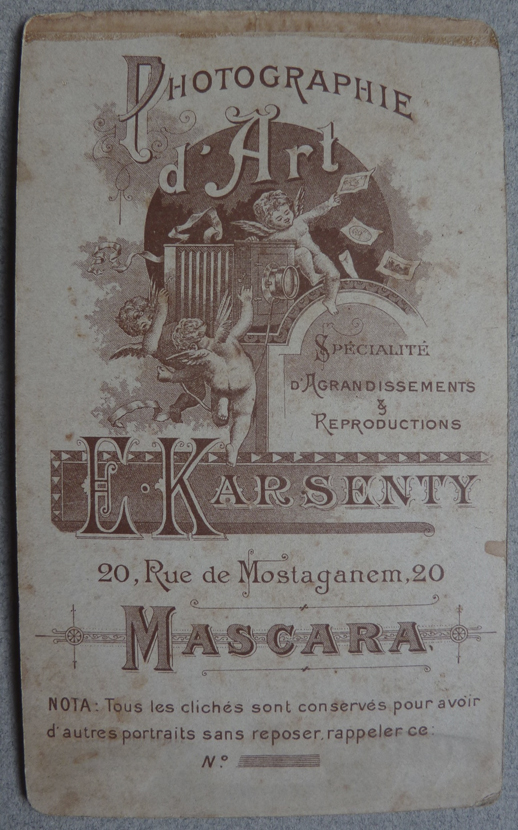 PHOTOGRAPHIE
d'Art
SPÉCIALITÉ
D'AGRANDISSEMENTS
&
REPRODUCTIONS
E. KARSENTY
20, Rue de Mostaganem, 20
MASCARA.
NOTA: Tous les clichés sont conservés pour avoir
d'autres portraits sans reposer, rappeler ce:
N.º